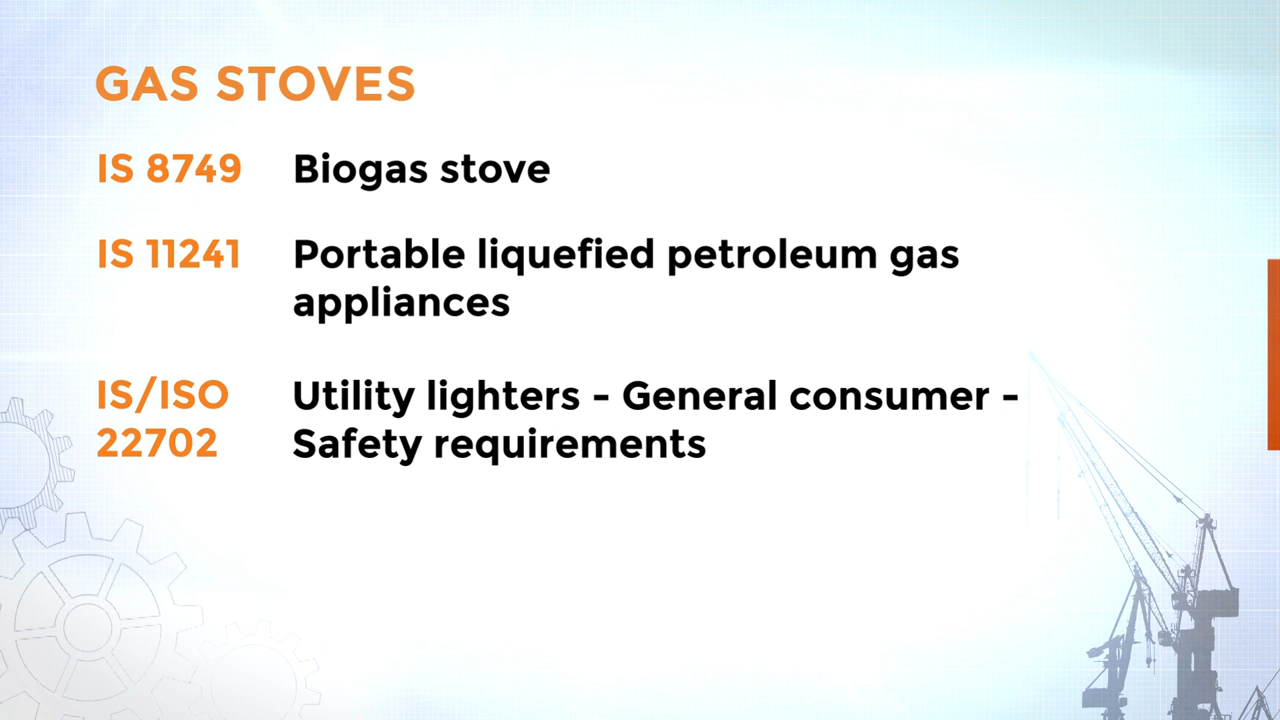 GAS STOVES
IS 8749 Biogas stove
IS 11241 Portable liquefied petroleum gas
appliances
IS/ISO Utility lighters - General consumer -
22702 Safety requirements